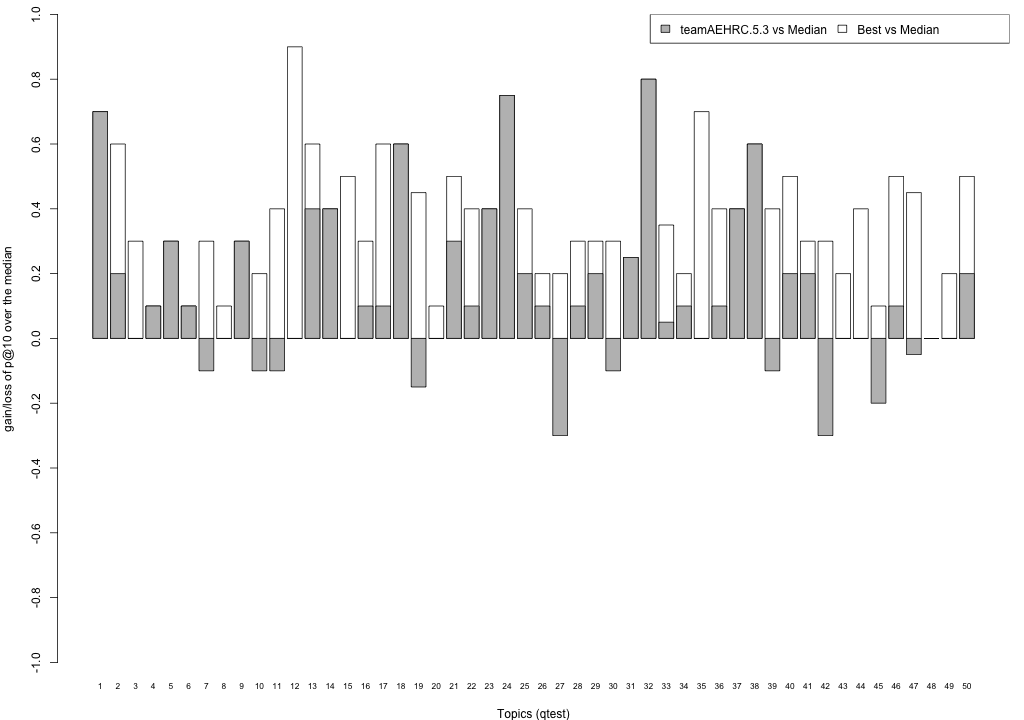 teamAEHRC.5.3 vs Median Best vs Median
1.0
0.8
0.6
0.4
0.2
0.0
-0.2
-0.4
-0.6
-0.8
-1.0
gain/loss of p@10 over the median
1 2 3 4 5 6 7 8 9 10 11 12 13 14 15 16 17 18 19 20 21 22 23 24 25 26 27 28 29 30 31 32 33 34 35 36 37 38 39 40 41 42 43 44 45 46 47 48 49 50
Topics (qtest)